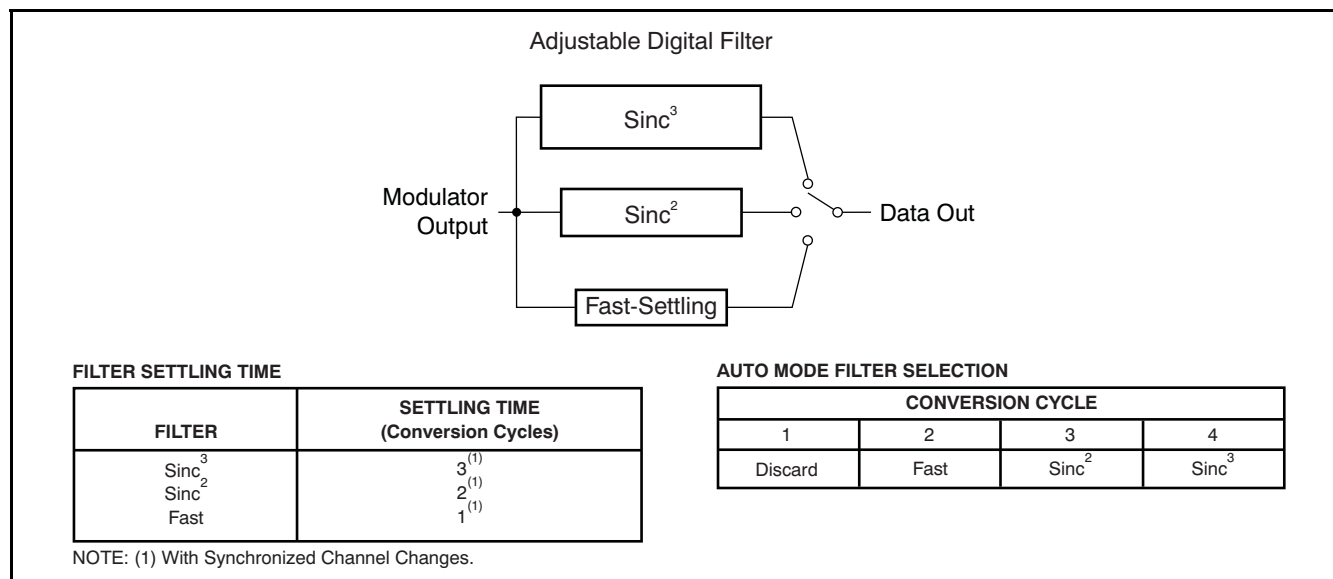 Adjustable Digital Filter
Sinc³
Modulator
Output
Sinc²
Data Out
Fast-Settling
FILTER SETTLING TIME
FILTER
SETTLING TIME
(Conversion Cycles)
Sinc³ 3⁽¹⁾
Sinc² 2⁽¹⁾
Fast 1⁽¹⁾
NOTE: (1) With Synchronized Channel Changes.
AUTO MODE FILTER SELECTION
CONVERSION CYCLE
1 2 3 4
Discard Fast Sinc² Sinc³